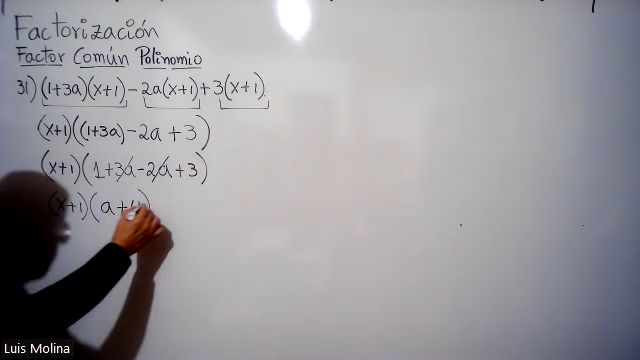 Factorización
Factor Común Polinomio
31) (1+3a)(x+1) - 2a(x+1) + 3(x+1)
(x+1)((1+3a) - 2a + 3)
(x+1)(1+3a-2a+3)
(x+1)(a+4)
Luis Molina